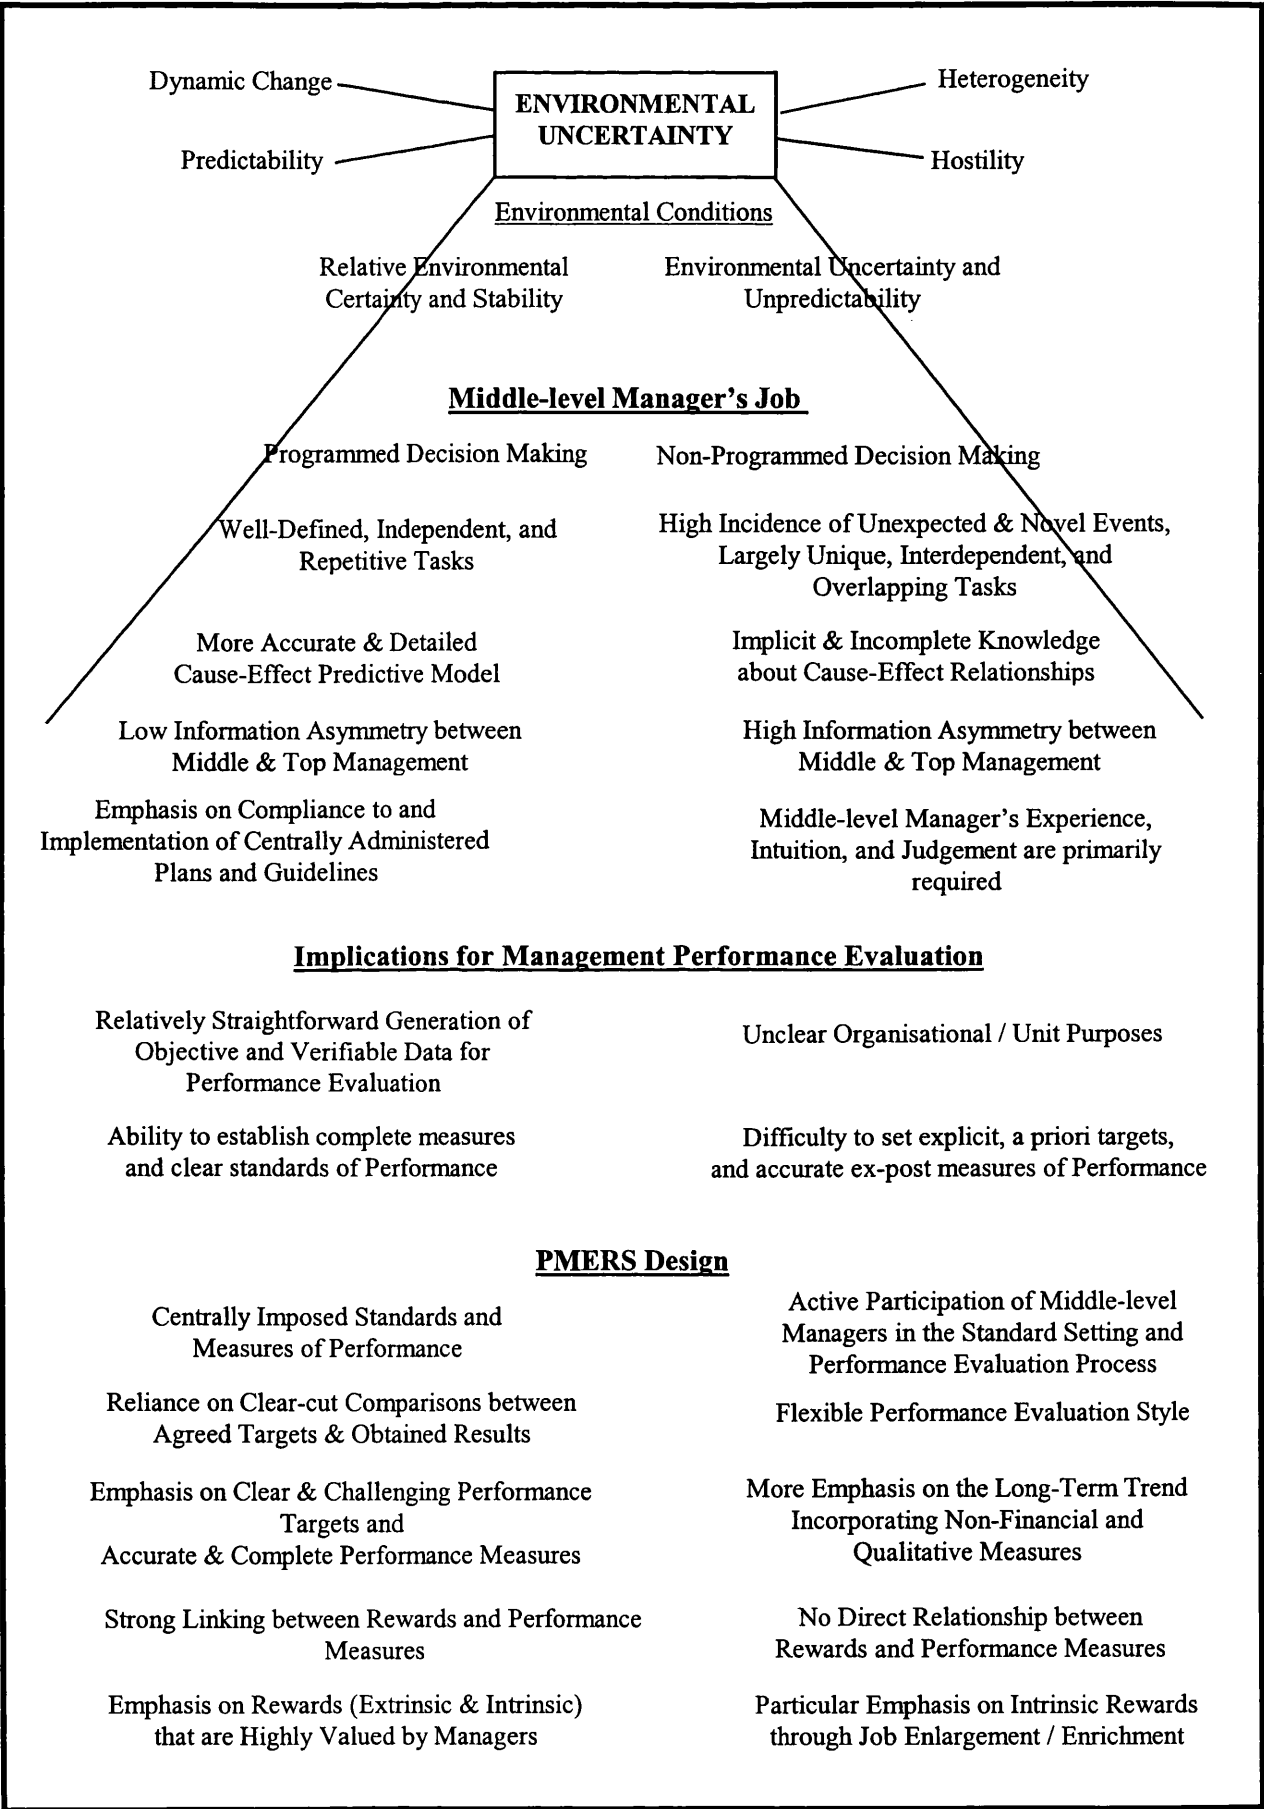 Dynamic Change
Heterogeneity
ENVIRONMENTAL
UNCERTAINTY
Predictability
Hostility
Environmental Conditions
Relative Environmental
Certainty and Stability
Environmental Uncertainty and
Unpredictability
Middle-level Manager's Job
Programmed Decision Making
Non-Programmed Decision Making
Well-Defined, Independent, and
Repetitive Tasks
High Incidence of Unexpected & Novel Events,
Largely Unique, Interdependent, and
Overlapping Tasks
More Accurate & Detailed
Cause-Effect Predictive Model
Implicit & Incomplete Knowledge
about Cause-Effect Relationships
Low Information Asymmetry between
Middle & Top Management
High Information Asymmetry between
Middle & Top Management
Emphasis on Compliance to and
Implementation of Centrally Administered
Plans and Guidelines
Middle-level Manager's Experience,
Intuition, and Judgement are primarily
required
Implications for Management Performance Evaluation
Relatively Straightforward Generation of
Objective and Verifiable Data for
Performance Evaluation
Unclear Organisational / Unit Purposes
Ability to establish complete measures
and clear standards of Performance
Difficulty to set explicit, a priori targets,
and accurate ex-post measures of Performance
PMERS Design
Centrally Imposed Standards and
Measures of Performance
Active Participation of Middle-level
Managers in the Standard Setting and
Performance Evaluation Process
Reliance on Clear-cut Comparisons between
Agreed Targets & Obtained Results
Flexible Performance Evaluation Style
Emphasis on Clear & Challenging Performance
Targets and
Accurate & Complete Performance Measures
More Emphasis on the Long-Term Trend
Incorporating Non-Financial and
Qualitative Measures
Strong Linking between Rewards and Performance
Measures
No Direct Relationship between
Rewards and Performance Measures
Emphasis on Rewards (Extrinsic & Intrinsic)
that are Highly Valued by Managers
Particular Emphasis on Intrinsic Rewards
through Job Enlargement / Enrichment